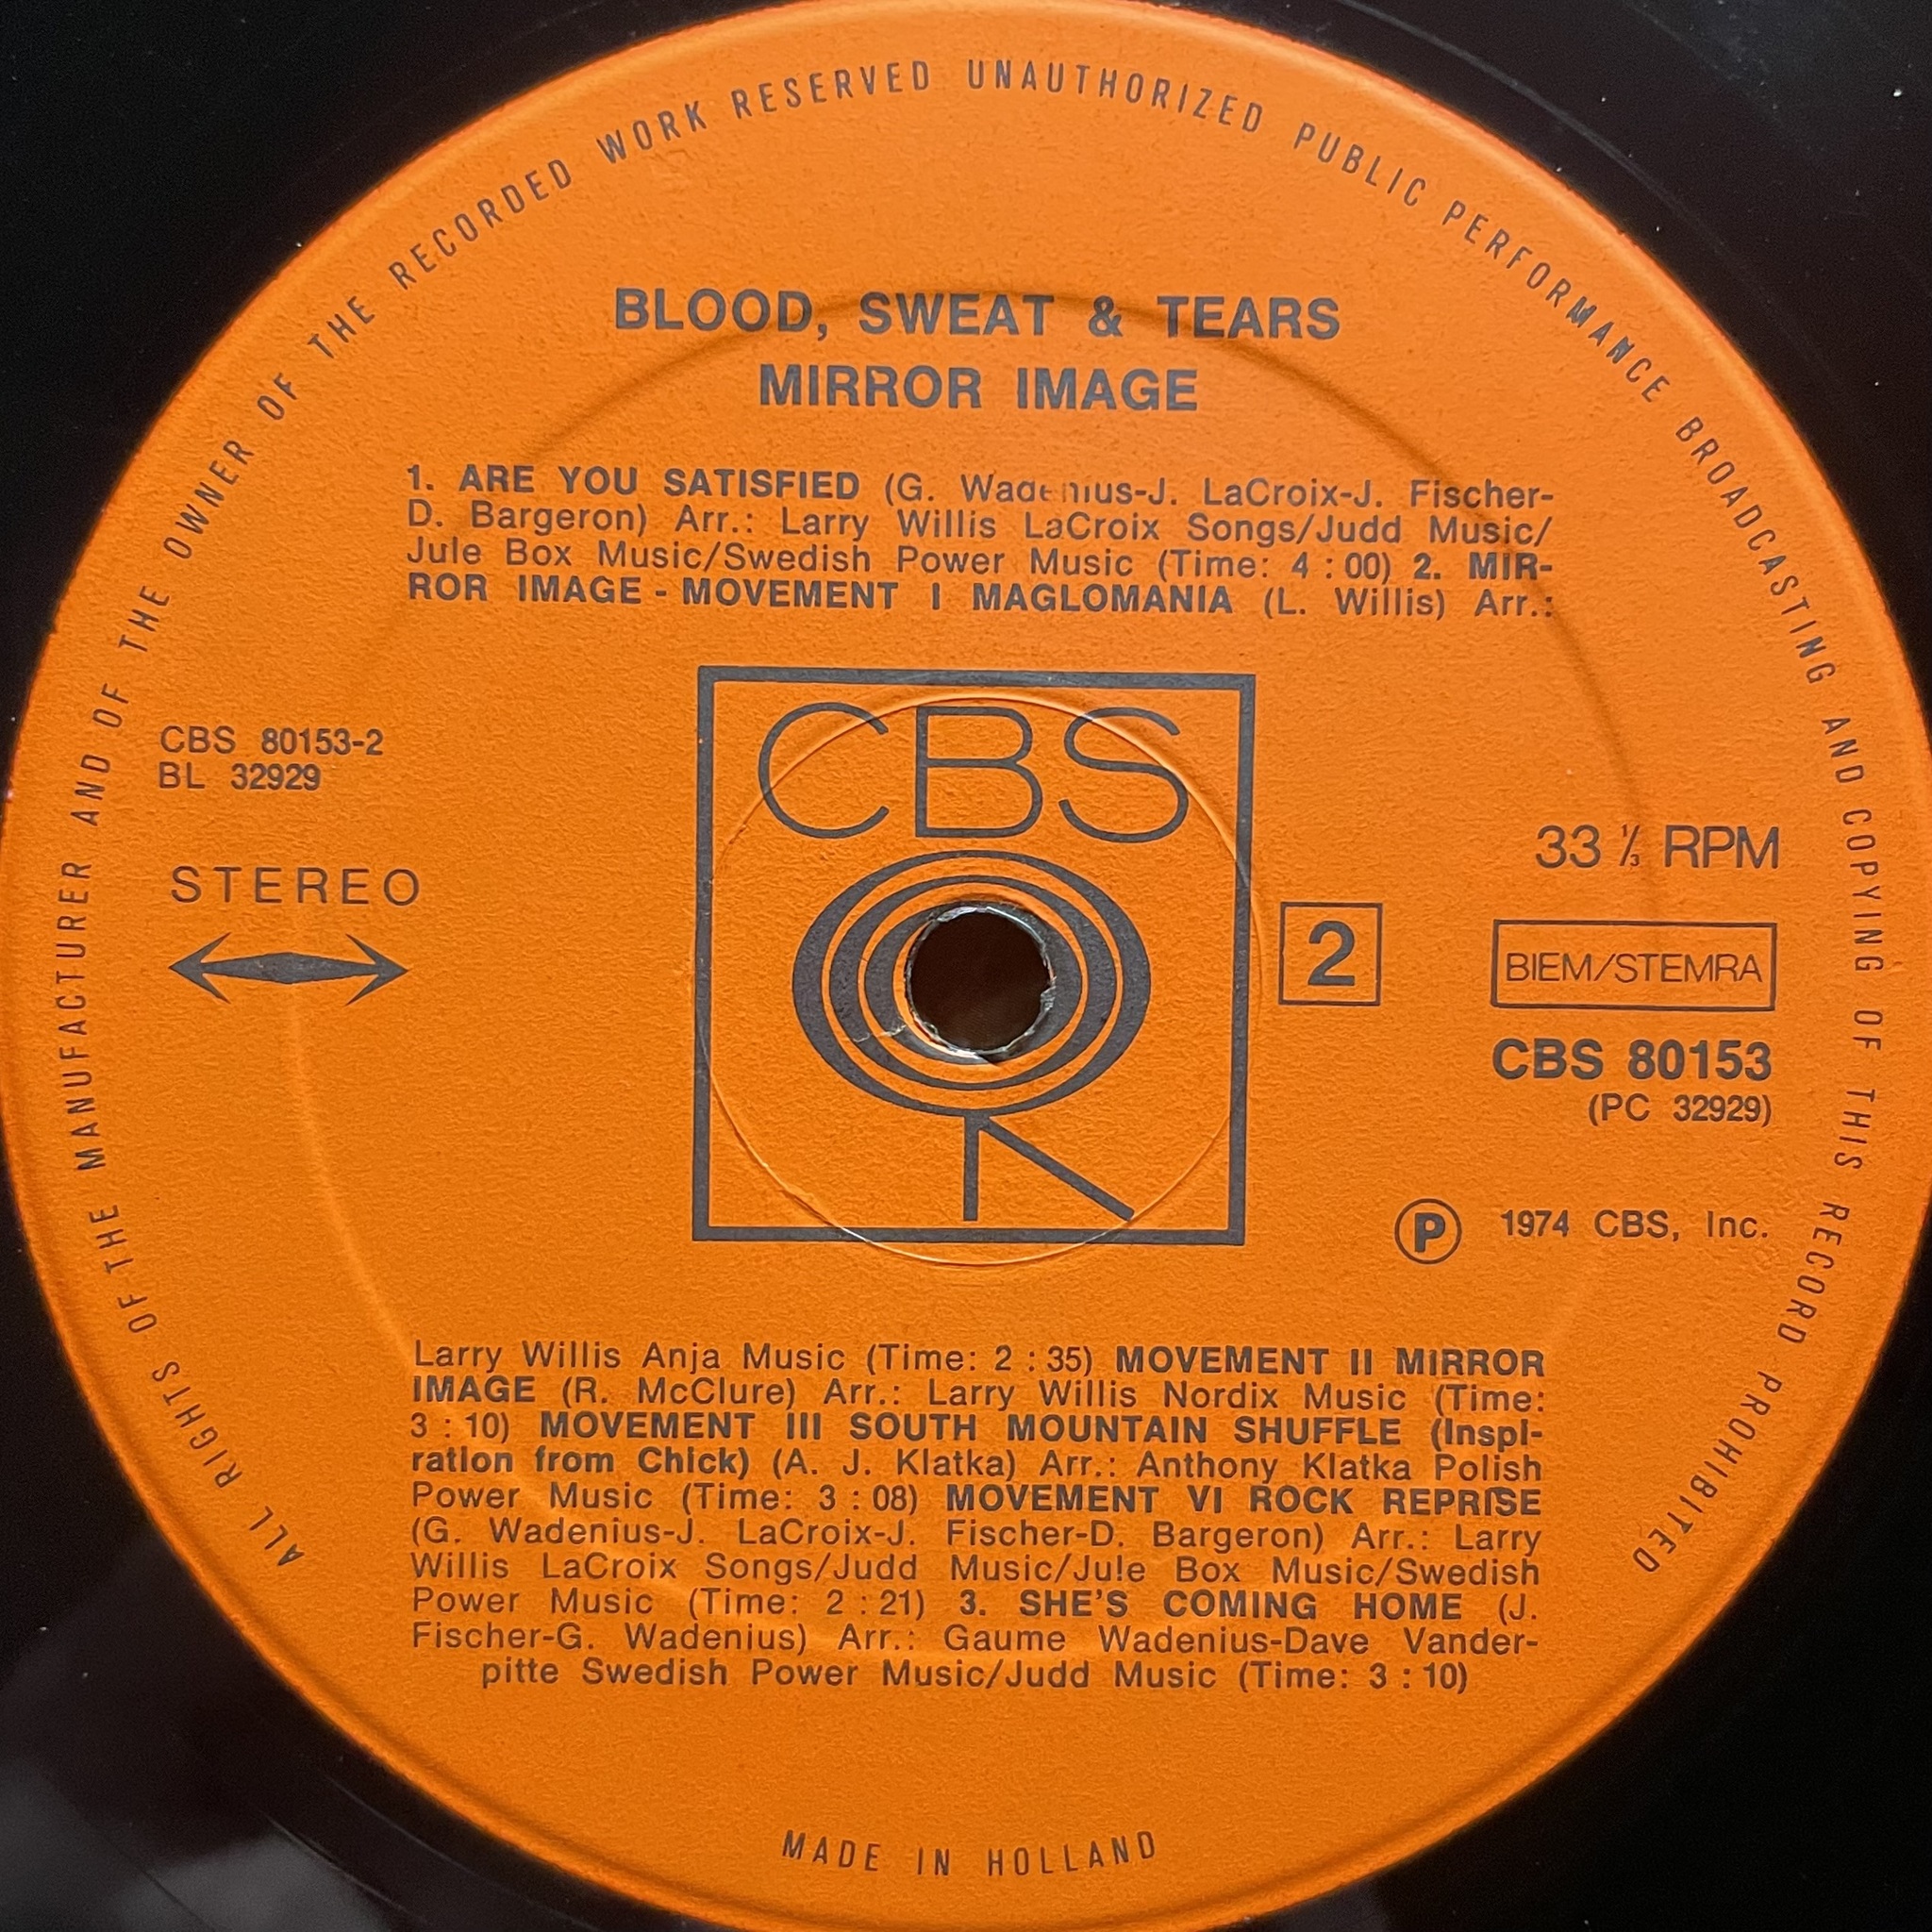 ALL RIGHTS OF THE MANUFACTURER AND OF THE OWNER OF THE RECORDED WORK RESERVED UNAUTHORIZED PUBLIC PERFORMANCE BROADCASTING AND COPYING OF THIS RECORD PROHIBITED
BLOOD, SWEAT & TEARS
MIRROR IMAGE
1. ARE YOU SATISFIED (G. Wadenius-J. LaCroix-J. Fischer-
D. Bargeron) Arr.: Larry Willis LaCroix Songs/Judd Music/
Jule Box Music/Swedish Power Music (Time: 4 : 00) 2. MIR-
ROR IMAGE - MOVEMENT I MAGLOMANIA (L. Willis) Arr.:
CBS
CBS 80153-2
BL 32929
STEREO
33 1/3 RPM
2
BIEM/STEMRA
CBS 80153
(PC 32929)
℗ 1974 CBS, Inc.
Larry Willis Anja Music (Time: 2 : 35) MOVEMENT II MIRROR
IMAGE (R. McClure) Arr.: Larry Willis Nordix Music (Time:
3 : 10) MOVEMENT III SOUTH MOUNTAIN SHUFFLE (Inspi-
ration from Chick) (A. J. Klatka) Arr.: Anthony Klatka Polish
Power Music (Time: 3 : 08) MOVEMENT VI ROCK REPRISE
(G. Wadenius-J. LaCroix-J. Fischer-D. Bargeron) Arr.: Larry
Willis LaCroix Songs/Judd Music/Jule Box Music/Swedish
Power Music (Time: 2 : 21) 3. SHE'S COMING HOME (J.
Fischer-G. Wadenius) Arr.: Gaume Wadenius-Dave Vander-
pitte Swedish Power Music/Judd Music (Time: 3 : 10)
MADE IN HOLLAND